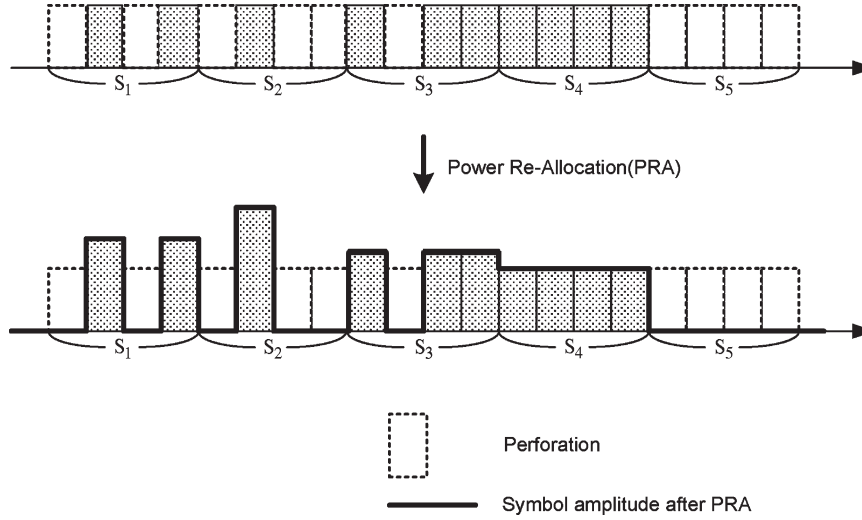 S1 S2 S3 S4 S5
Power Re-Allocation(PRA)
S1 S2 S3 S4 S5
Perforation
Symbol amplitude after PRA